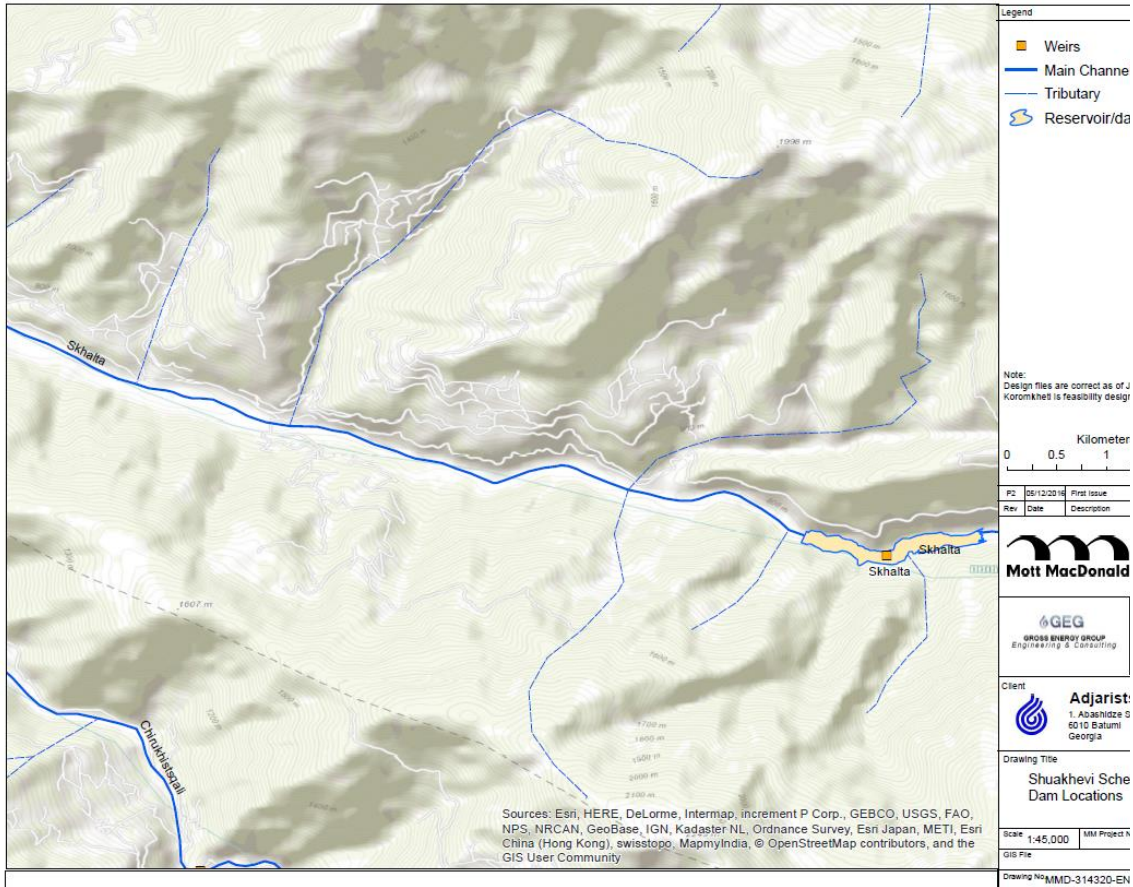 Skhalta
Skhalta
Skhalta
Chirukhistsqali
1998 m
1607 m
1700 m
1600 m
1500 m
2000 m
2100 m
Sources: Esri, HERE, DeLorme, Intermap, increment P Corp., GEBCO, USGS, FAO,
NPS, NRCAN, GeoBase, IGN, Kadaster NL, Ordnance Survey, Esri Japan, METI, Esri
China (Hong Kong), swisstopo, MapmyIndia, © OpenStreetMap contributors, and the
GIS User Community
Legend
Weirs
Main Channe
Tributary
Reservoir/da
Note:
Design files are correct as of J
Koromkheti is feasibility design
Kilometer
0 0.5 1
P2 05/12/2016 First Issue
Rev Date Description
Mott MacDonald
GEG
GROSS ENERGY GROUP
Engineering & Consulting
Client
Adjarists
1. Abashidze S
6010 Batumi
Georgia
Drawing Title
Shuakhevi Sche
Dam Locations
Scale 1:45,000 MM Project N
GIS File
Drawing No MMD-314320-EN